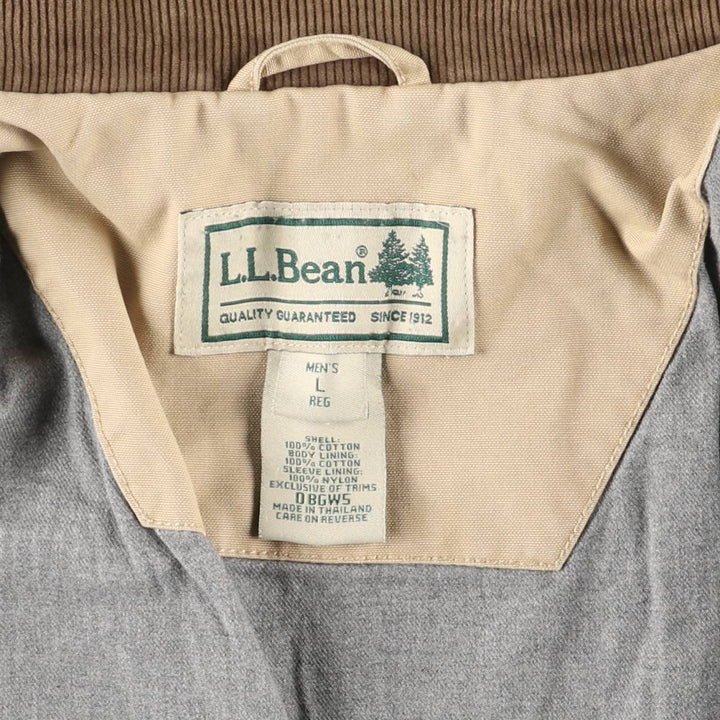 L.L.Bean®
QUALITY GUARANTEED SINCE 1912
MEN'S
L
REG
SHELL:
100% COTTON
BODY LINING:
100% COTTON
SLEEVE LINING:
100% NYLON
EXCLUSIVE OF TRIMS
0BGW5
MADE IN THAILAND
CARE ON REVERSE